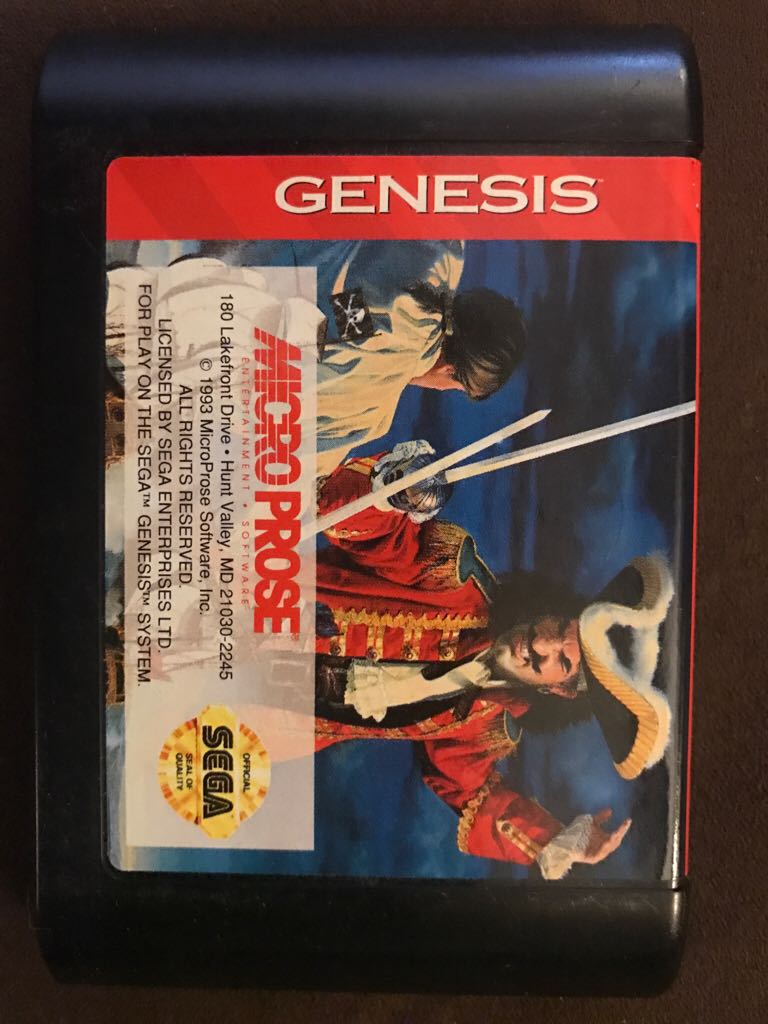 GENESIS™
MICROPROSE®
ENTERTAINMENT • SOFTWARE
180 Lakefront Drive • Hunt Valley, MD 21030-2245
© 1993 MicroProse Software, Inc.
ALL RIGHTS RESERVED.
LICENSED BY SEGA ENTERPRISES LTD.
FOR PLAY ON THE SEGA™ GENESIS™ SYSTEM.
OFFICIAL
SEGA
SEAL OF
QUALITY